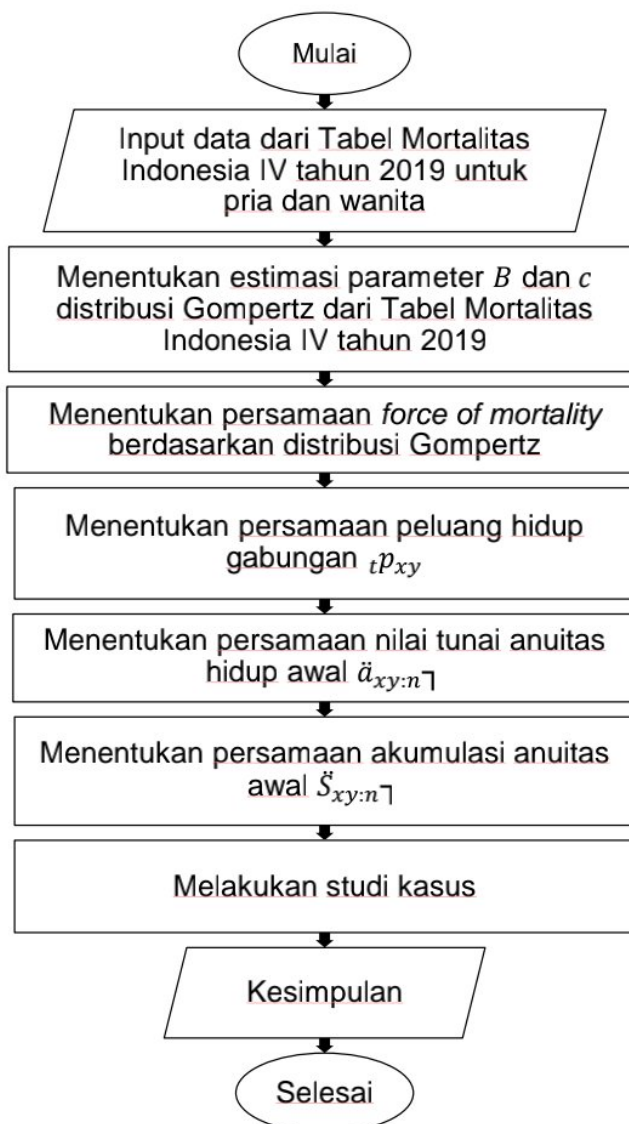 Mulai
Input data dari Tabel Mortalitas
Indonesia IV tahun 2019 untuk
pria dan wanita
Menentukan estimasi parameter B dan c
distribusi Gompertz dari Tabel Mortalitas
Indonesia IV tahun 2019
Menentukan persamaan force of mortality
berdasarkan distribusi Gompertz
Menentukan persamaan peluang hidup
gabungan ₜp_xy
Menentukan persamaan nilai tunai anuitas
hidup awal ä_xy:n⅂
Menentukan persamaan akumulasi anuitas
awal S̈_xy:n⅂
Melakukan studi kasus
Kesimpulan
Selesai